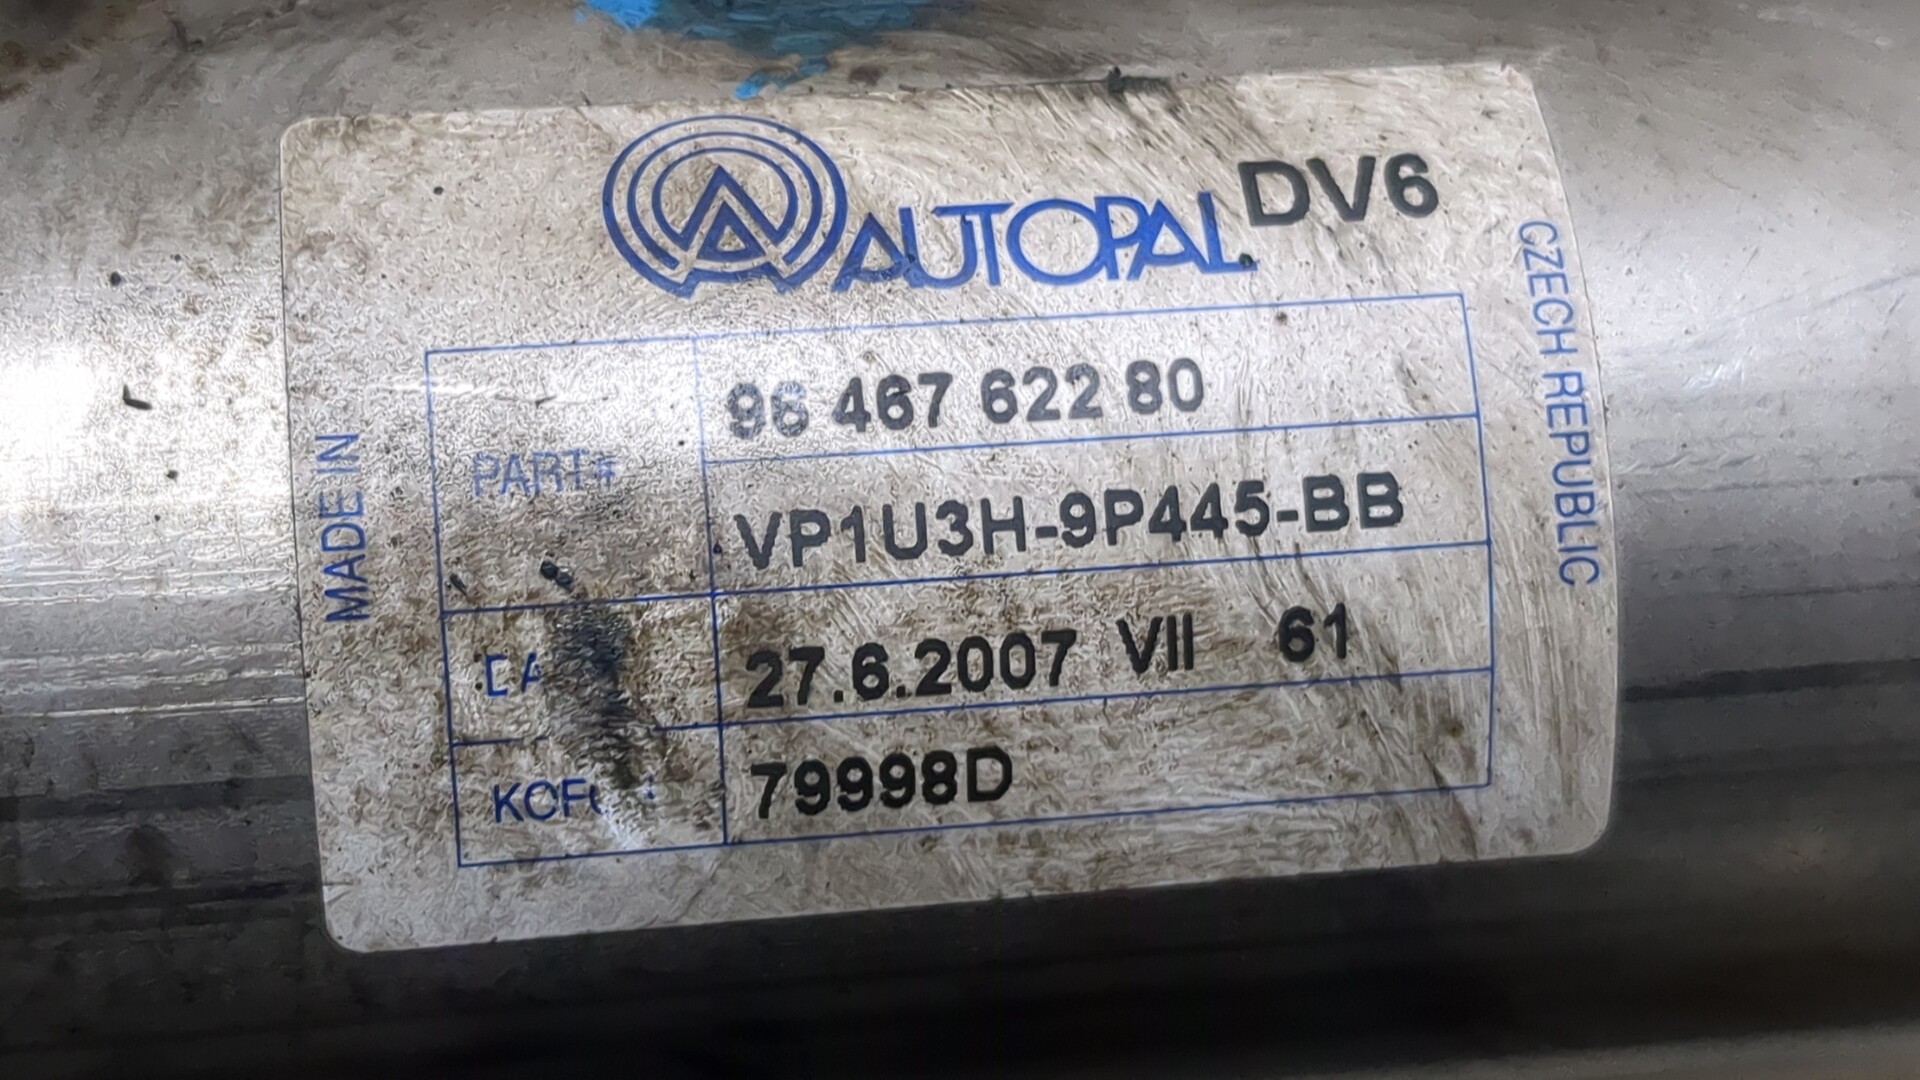 AUTOPAL DV6
MADE IN
PART#
96 467 622 80
VP1U3H-9P445-BB
27.6.2007 VII 61
79998D
CZECH REPUBLIC